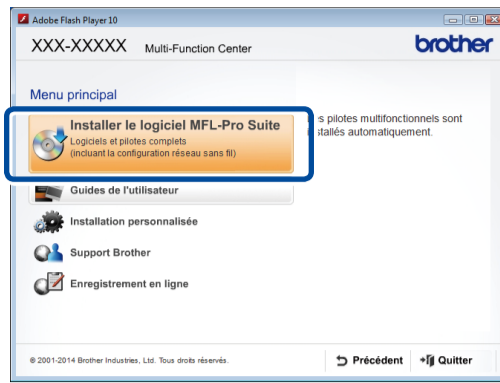 Adobe Flash Player 10
XXX-XXXXX Multi-Function Center
brother
Menu principal
Installer le logiciel MFL-Pro Suite
Logiciels et pilotes complets
(incluant la configuration réseau sans fil)
s pilotes multifonctionnels sont
stallés automatiquement.
Guides de l'utilisateur
Installation personnalisée
Support Brother
Enregistrement en ligne
© 2001-2014 Brother Industries, Ltd. Tous droits réservés.
Précédent
Quitter